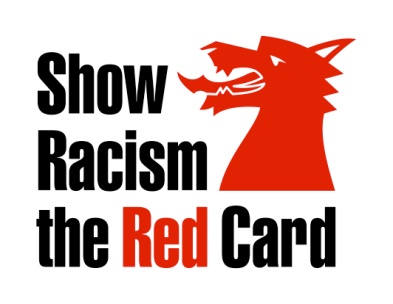 Show
Racism
the Red Card